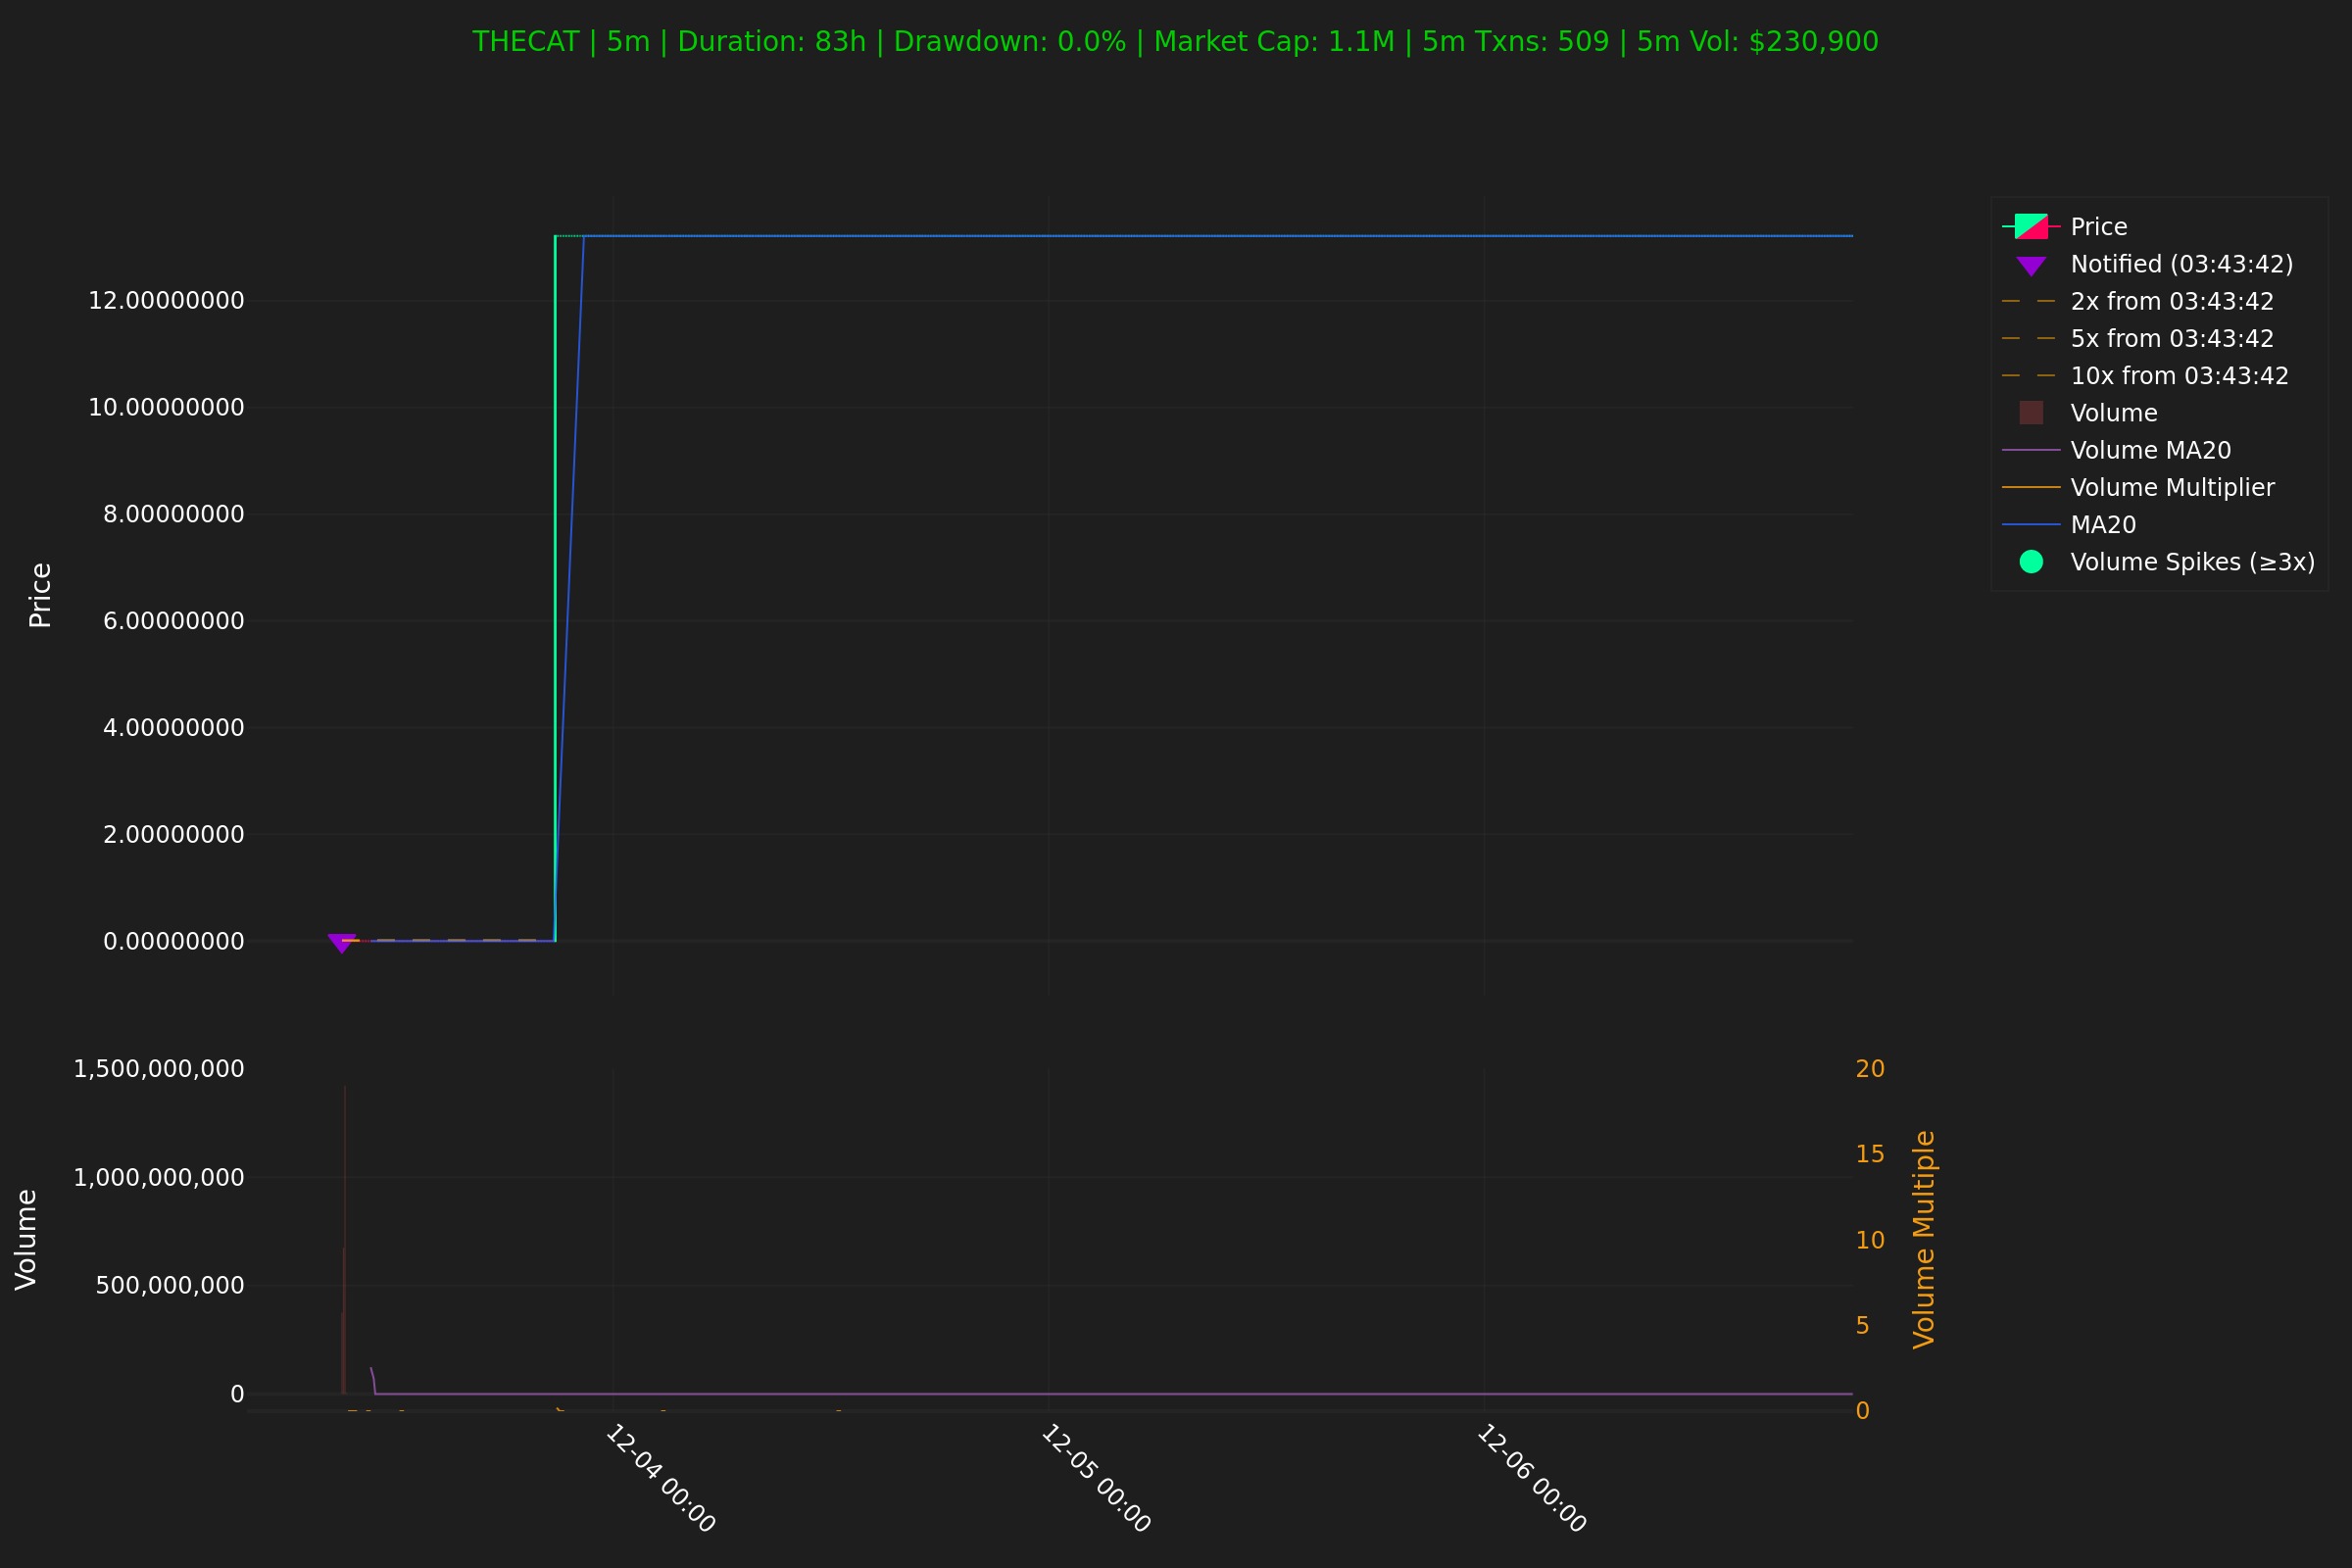 THECAT | 5m | Duration: 83h | Drawdown: 0.0% | Market Cap: 1.1M | 5m Txns: 509 | 5m Vol: $230,900
Price
12.00000000
10.00000000
8.00000000
6.00000000
4.00000000
2.00000000
0.00000000
Price
Notified (03:43:42)
2x from 03:43:42
5x from 03:43:42
10x from 03:43:42
Volume
Volume MA20
Volume Multiplier
MA20
Volume Spikes (≥3x)
Volume
1,500,000,000
1,000,000,000
500,000,000
0
20
15
10
5
0
Volume Multiple
12-04 00:00
12-05 00:00
12-06 00:00